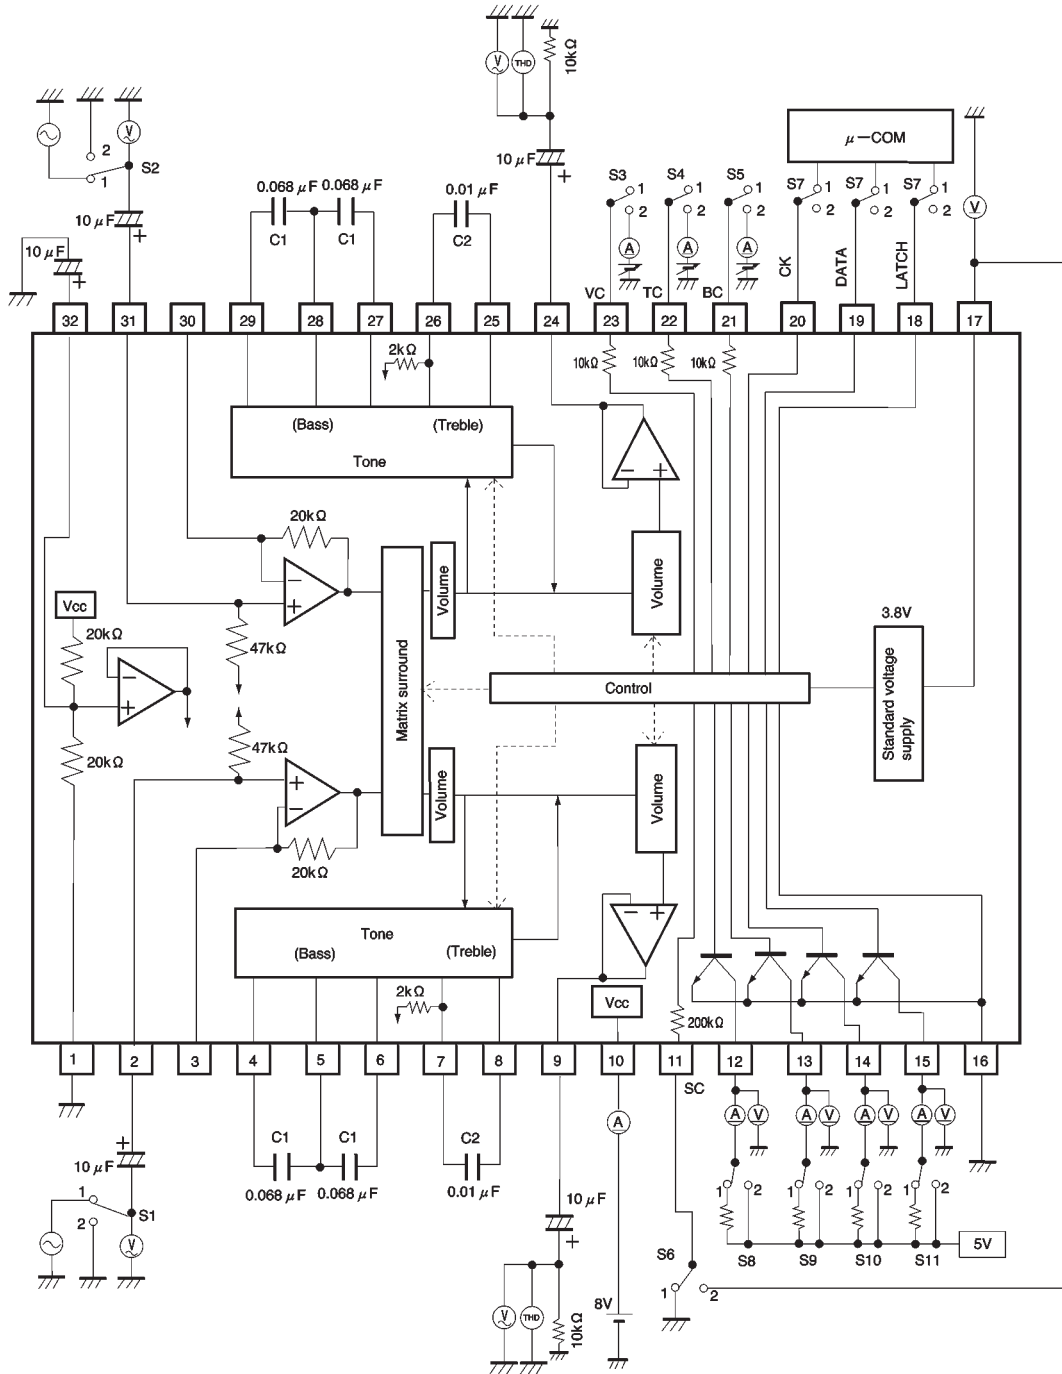 V
THD
10kΩ
V
2
1
S2
μ−COM
10 μF
+
10 μF
+
0.068 μF
0.068 μF
C1
C1
0.01 μF
C2
10 μF
+
S3
1
2
S4
1
2
S5
1
2
S7
1
2
S7
1
2
S7
1
2
V
A
A
A
VC
TC
BC
CK
DATA
LATCH
32
31
30
29
28
27
26
25
24
23
22
21
20
19
18
17
2kΩ
10kΩ
10kΩ
10kΩ
(Bass)
(Treble)
Tone
− +
20kΩ
−
+
Volume
Volume
Vcc
20kΩ
47kΩ
−
+
Matrix surround
Control
3.8V
Standard voltage
supply
20kΩ
47kΩ
+
−
20kΩ
Volume
Volume
Tone
(Bass)
(Treble)
− +
2kΩ
Vcc
200kΩ
1
2
3
4
5
6
7
8
9
10
11
12
13
14
15
16
SC
A
V
A
V
A
V
A
V
A
+
10 μF
C1
C1
0.068 μF
0.068 μF
C2
0.01 μF
10 μF
+
1
2
S1
V
1
2
1
2
1
2
1
2
S8
S9
S10
S11
5V
S6
1
2
8V
V
THD
10kΩ